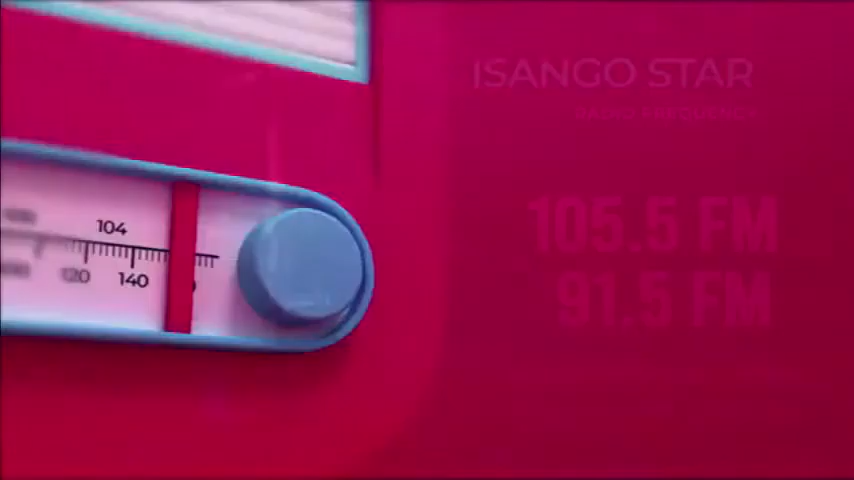 ISANGO STAR
RADIO FREQUENCY
105.5 FM
91.5 FM
104
120
140